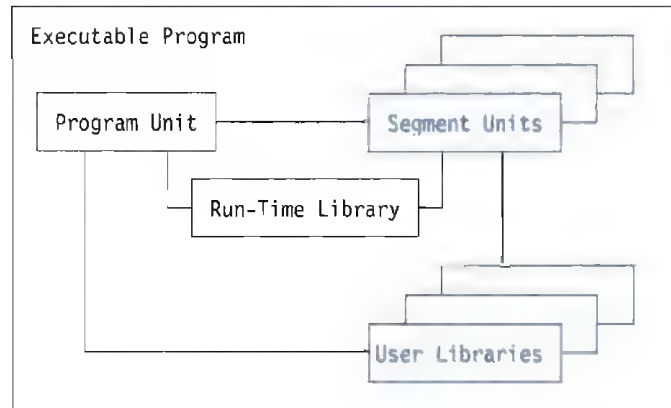 Executable Program
Program Unit
Segment Units
Run-Time Library
User Libraries